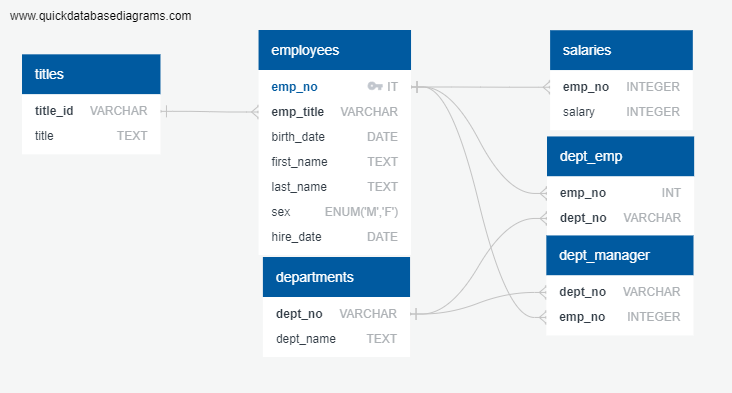 www.quickdatabasediagrams.com
titles
title_id VARCHAR
title TEXT
employees
emp_no IT
emp_title VARCHAR
birth_date DATE
first_name TEXT
last_name TEXT
sex ENUM('M','F')
hire_date DATE
departments
dept_no VARCHAR
dept_name TEXT
salaries
emp_no INTEGER
salary INTEGER
dept_emp
emp_no INT
dept_no VARCHAR
dept_manager
dept_no VARCHAR
emp_no INTEGER